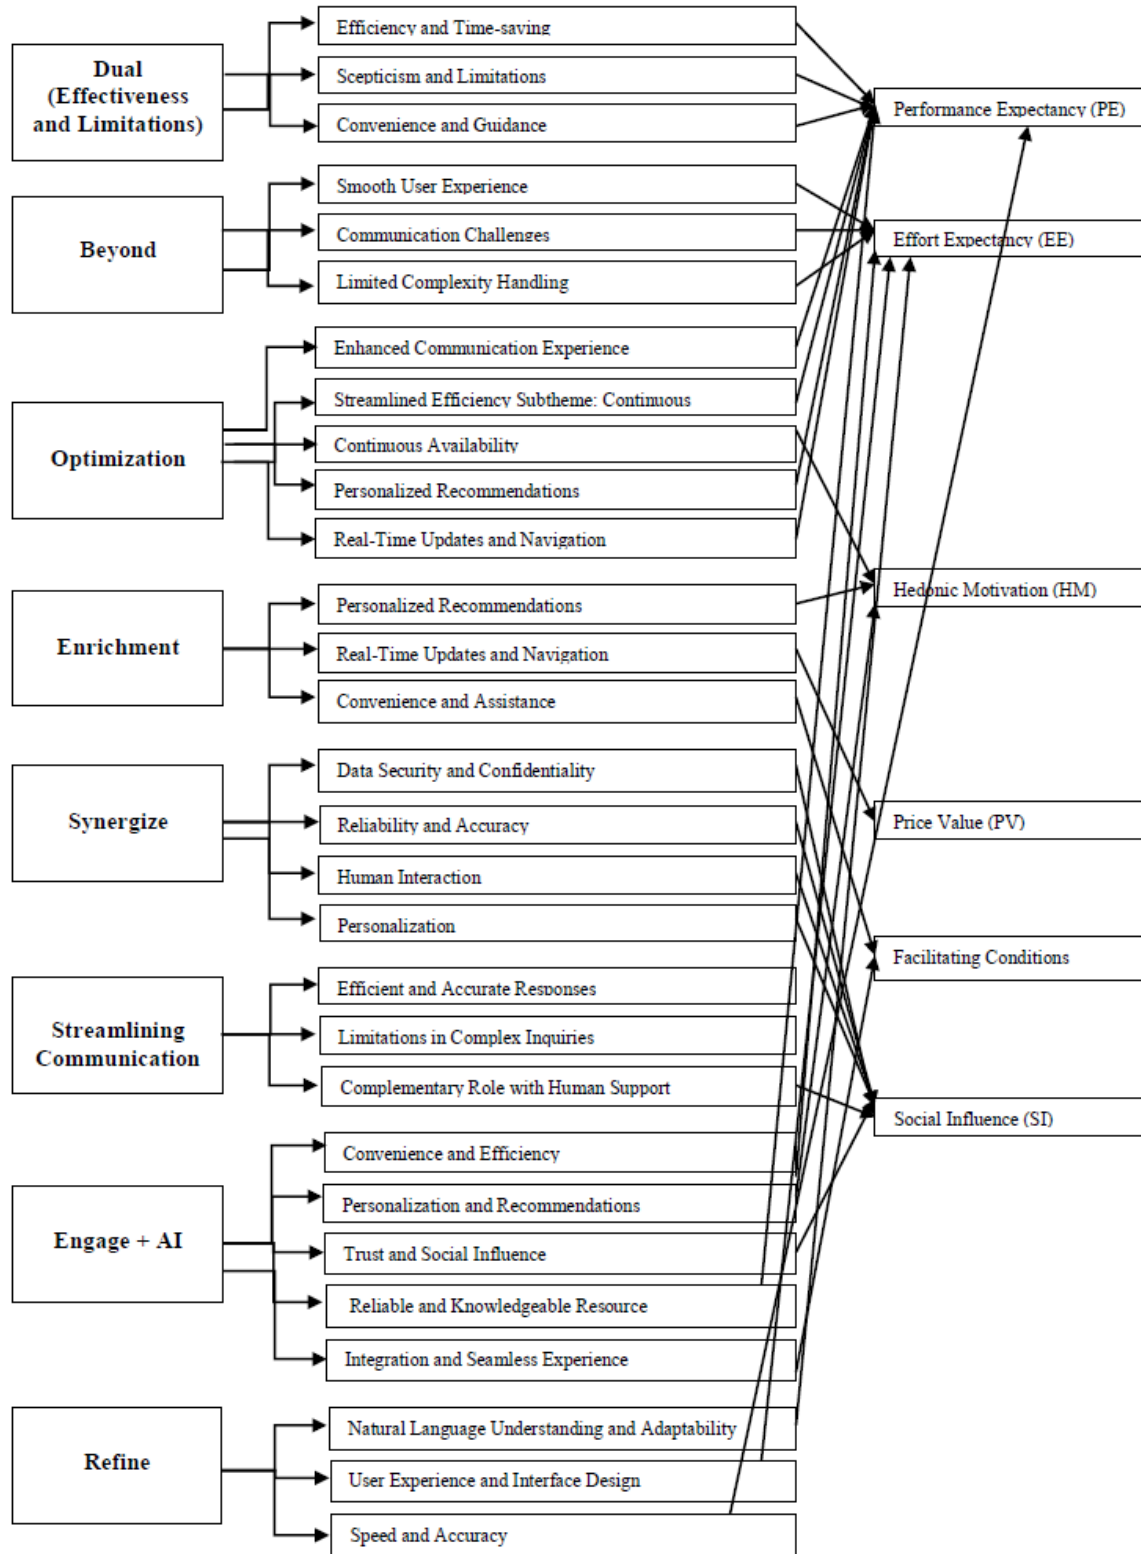 Dual
(Effectiveness
and Limitations)
Efficiency and Time-saving
Scepticism and Limitations
Convenience and Guidance
Performance Expectancy (PE)
Beyond
Smooth User Experience
Communication Challenges
Limited Complexity Handling
Effort Expectancy (EE)
Optimization
Enhanced Communication Experience
Streamlined Efficiency Subtheme: Continuous
Continuous Availability
Personalized Recommendations
Real-Time Updates and Navigation
Enrichment
Personalized Recommendations
Real-Time Updates and Navigation
Convenience and Assistance
Hedonic Motivation (HM)
Synergize
Data Security and Confidentiality
Reliability and Accuracy
Human Interaction
Personalization
Price Value (PV)
Facilitating Conditions
Streamlining
Communication
Efficient and Accurate Responses
Limitations in Complex Inquiries
Complementary Role with Human Support
Social Influence (SI)
Engage + AI
Convenience and Efficiency
Personalization and Recommendations
Trust and Social Influence
Reliable and Knowledgeable Resource
Integration and Seamless Experience
Refine
Natural Language Understanding and Adaptability
User Experience and Interface Design
Speed and Accuracy